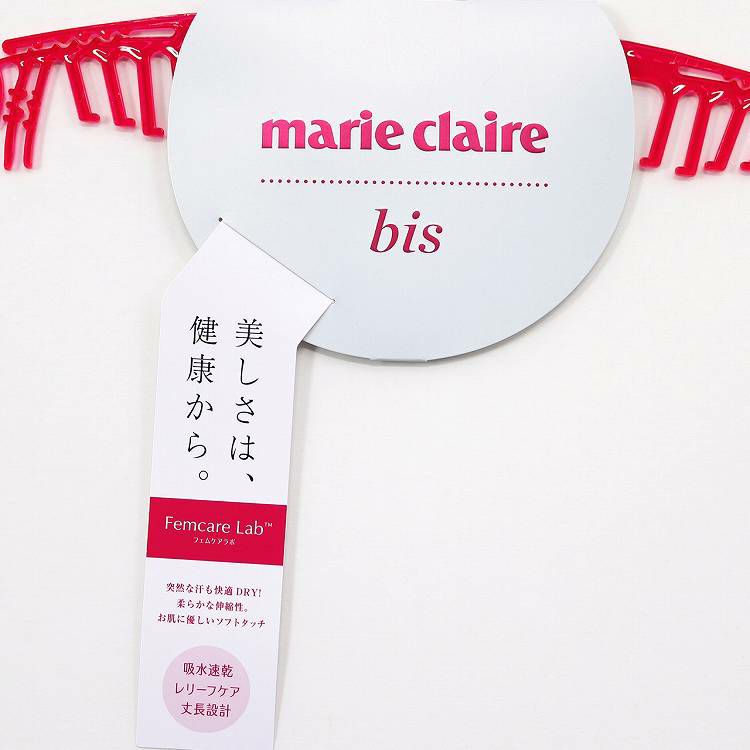 marie claire
bis
美しさは、
健康から。
Femcare Lab™
フェムケアラボ
突然な汗も快適DRY!
柔らかな伸縮性。
お肌に優しいソフトタッチ
吸水速乾
レリーフケア
丈長設計